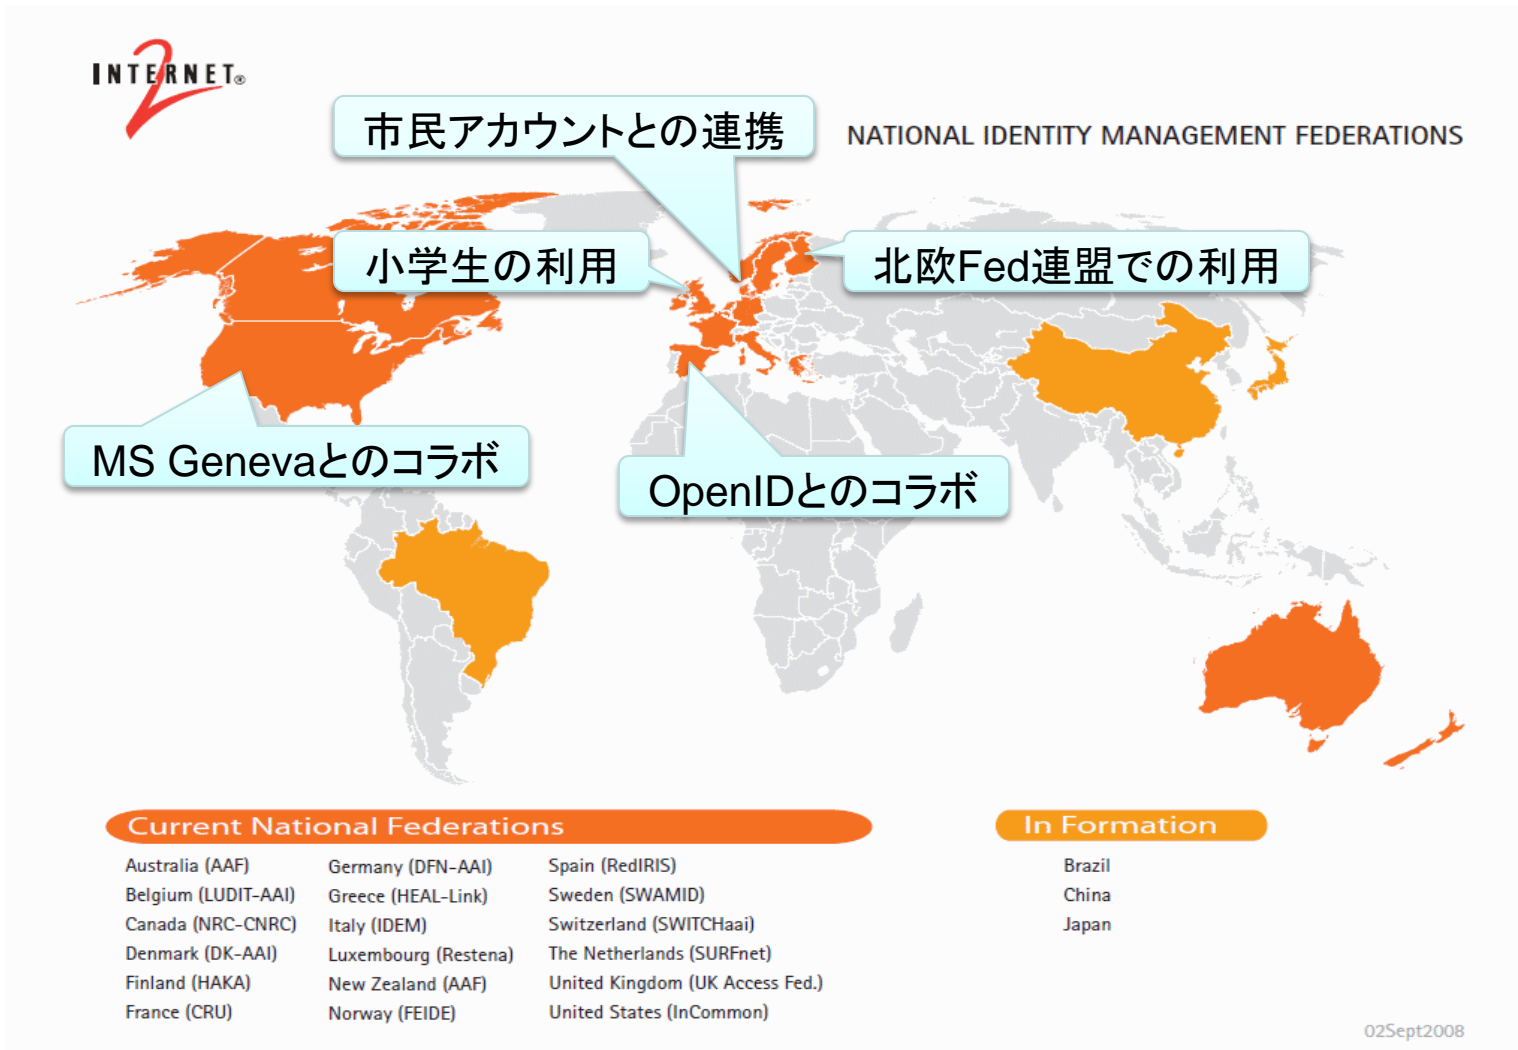 INTERNET®
2
市民アカウントとの連携
NATIONAL IDENTITY MANAGEMENT FEDERATIONS
小学生の利用
北欧Fed連盟での利用
MS Genevaとのコラボ
OpenIDとのコラボ
Current National Federations
Australia (AAF)
Belgium (LUDIT-AAI)
Canada (NRC-CNRC)
Denmark (DK-AAI)
Finland (HAKA)
France (CRU)
Germany (DFN-AAI)
Greece (HEAL-Link)
Italy (IDEM)
Luxembourg (Restena)
New Zealand (AAF)
Norway (FEIDE)
Spain (RedIRIS)
Sweden (SWAMID)
Switzerland (SWITCHaai)
The Netherlands (SURFnet)
United Kingdom (UK Access Fed.)
United States (InCommon)
In Formation
Brazil
China
Japan
02Sept2008